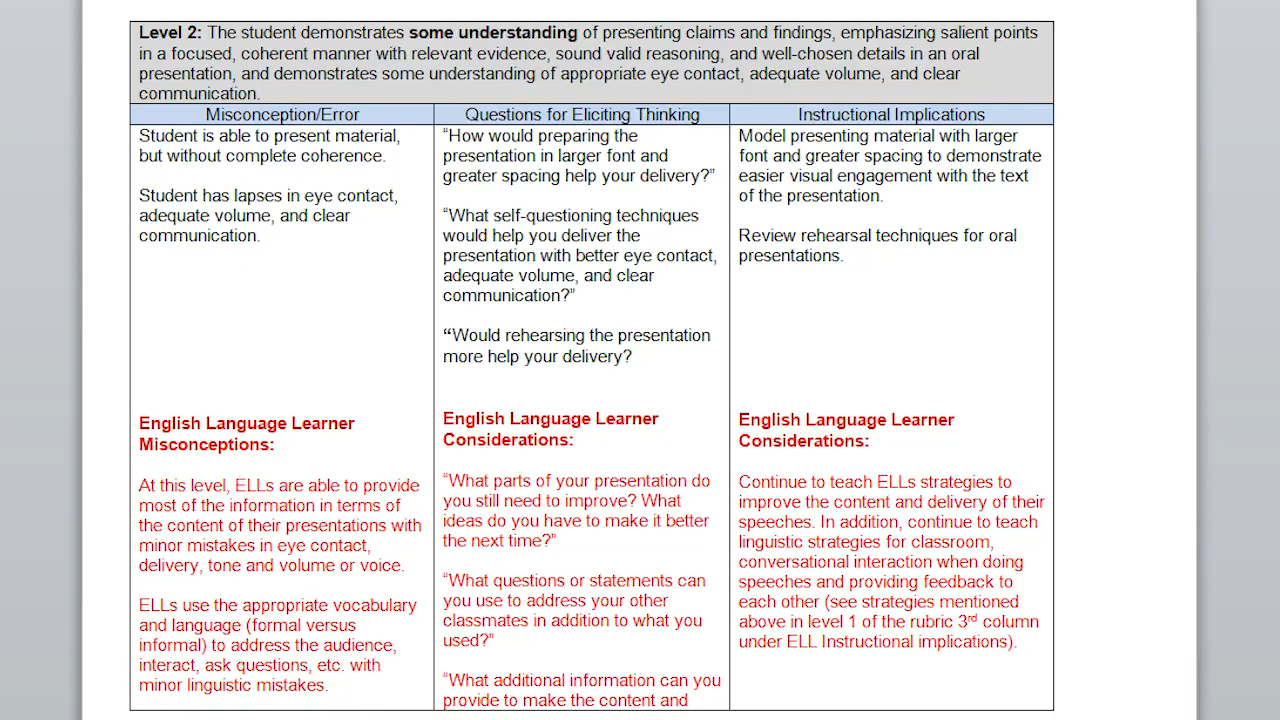 Level 2: The student demonstrates some understanding of presenting claims and findings, emphasizing salient points
in a focused, coherent manner with relevant evidence, sound valid reasoning, and well-chosen details in an oral
presentation, and demonstrates some understanding of appropriate eye contact, adequate volume, and clear
communication.
Misconception/Error
Questions for Eliciting Thinking
Instructional Implications
Student is able to present material,
but without complete coherence.
Student has lapses in eye contact,
adequate volume, and clear
communication.
English Language Learner
Misconceptions:
At this level, ELLs are able to provide
most of the information in terms of
the content of their presentations with
minor mistakes in eye contact,
delivery, tone and volume or voice.
ELLs use the appropriate vocabulary
and language (formal versus
informal) to address the audience,
interact, ask questions, etc. with
minor linguistic mistakes.
“How would preparing the
presentation in larger font and
greater spacing help your delivery?”
“What self-questioning techniques
would help you deliver the
presentation with better eye contact,
adequate volume, and clear
communication?”
“Would rehearsing the presentation
more help your delivery?
English Language Learner
Considerations:
“What parts of your presentation do
you still need to improve? What
ideas do you have to make it better
the next time?”
“What questions or statements can
you use to address your other
classmates in addition to what you
used?”
“What additional information can you
provide to make the content and
Model presenting material with larger
font and greater spacing to demonstrate
easier visual engagement with the text
of the presentation.
Review rehearsal techniques for oral
presentations.
English Language Learner
Considerations:
Continue to teach ELLs strategies to
improve the content and delivery of their
speeches. In addition, continue to teach
linguistic strategies for classroom,
conversational interaction when doing
speeches and providing feedback to
each other (see strategies mentioned
above in level 1 of the rubric 3rd column
under ELL Instructional implications).